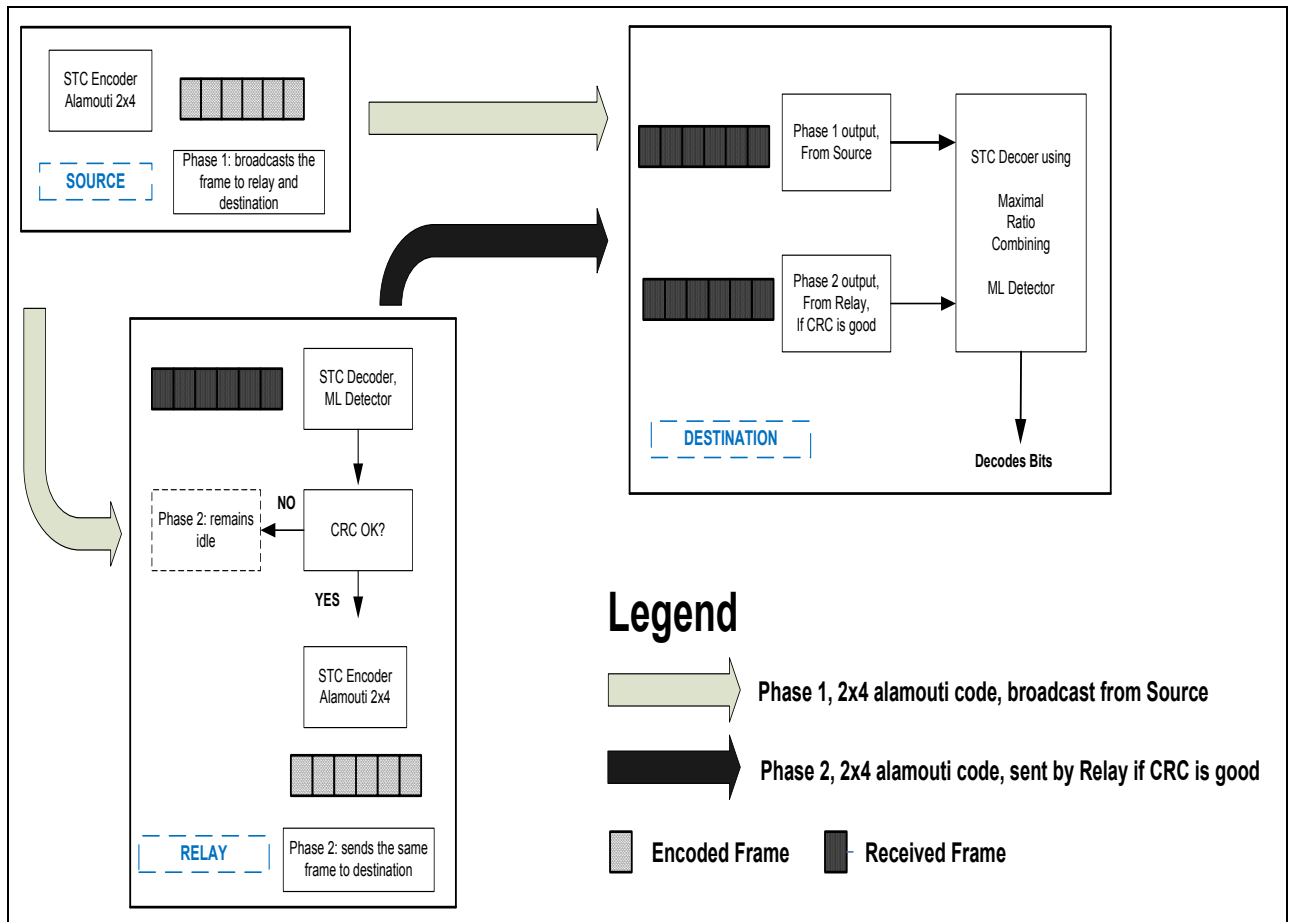 STC Encoder
Alamouti 2x4
SOURCE
Phase 1: broadcasts the
frame to relay and
destination
Phase 1 output,
From Source
STC Decoer using
Maximal
Ratio
Combining
ML Detector
Phase 2 output,
From Relay,
If CRC is good
DESTINATION
Decodes Bits
STC Decoder,
ML Detector
Phase 2: remains
idle
NO
CRC OK?
YES
STC Encoder
Alamouti 2x4
RELAY
Phase 2: sends the same
frame to destination
Legend
Phase 1, 2x4 alamouti code, broadcast from Source
Phase 2, 2x4 alamouti code, sent by Relay if CRC is good
Encoded Frame
Received Frame